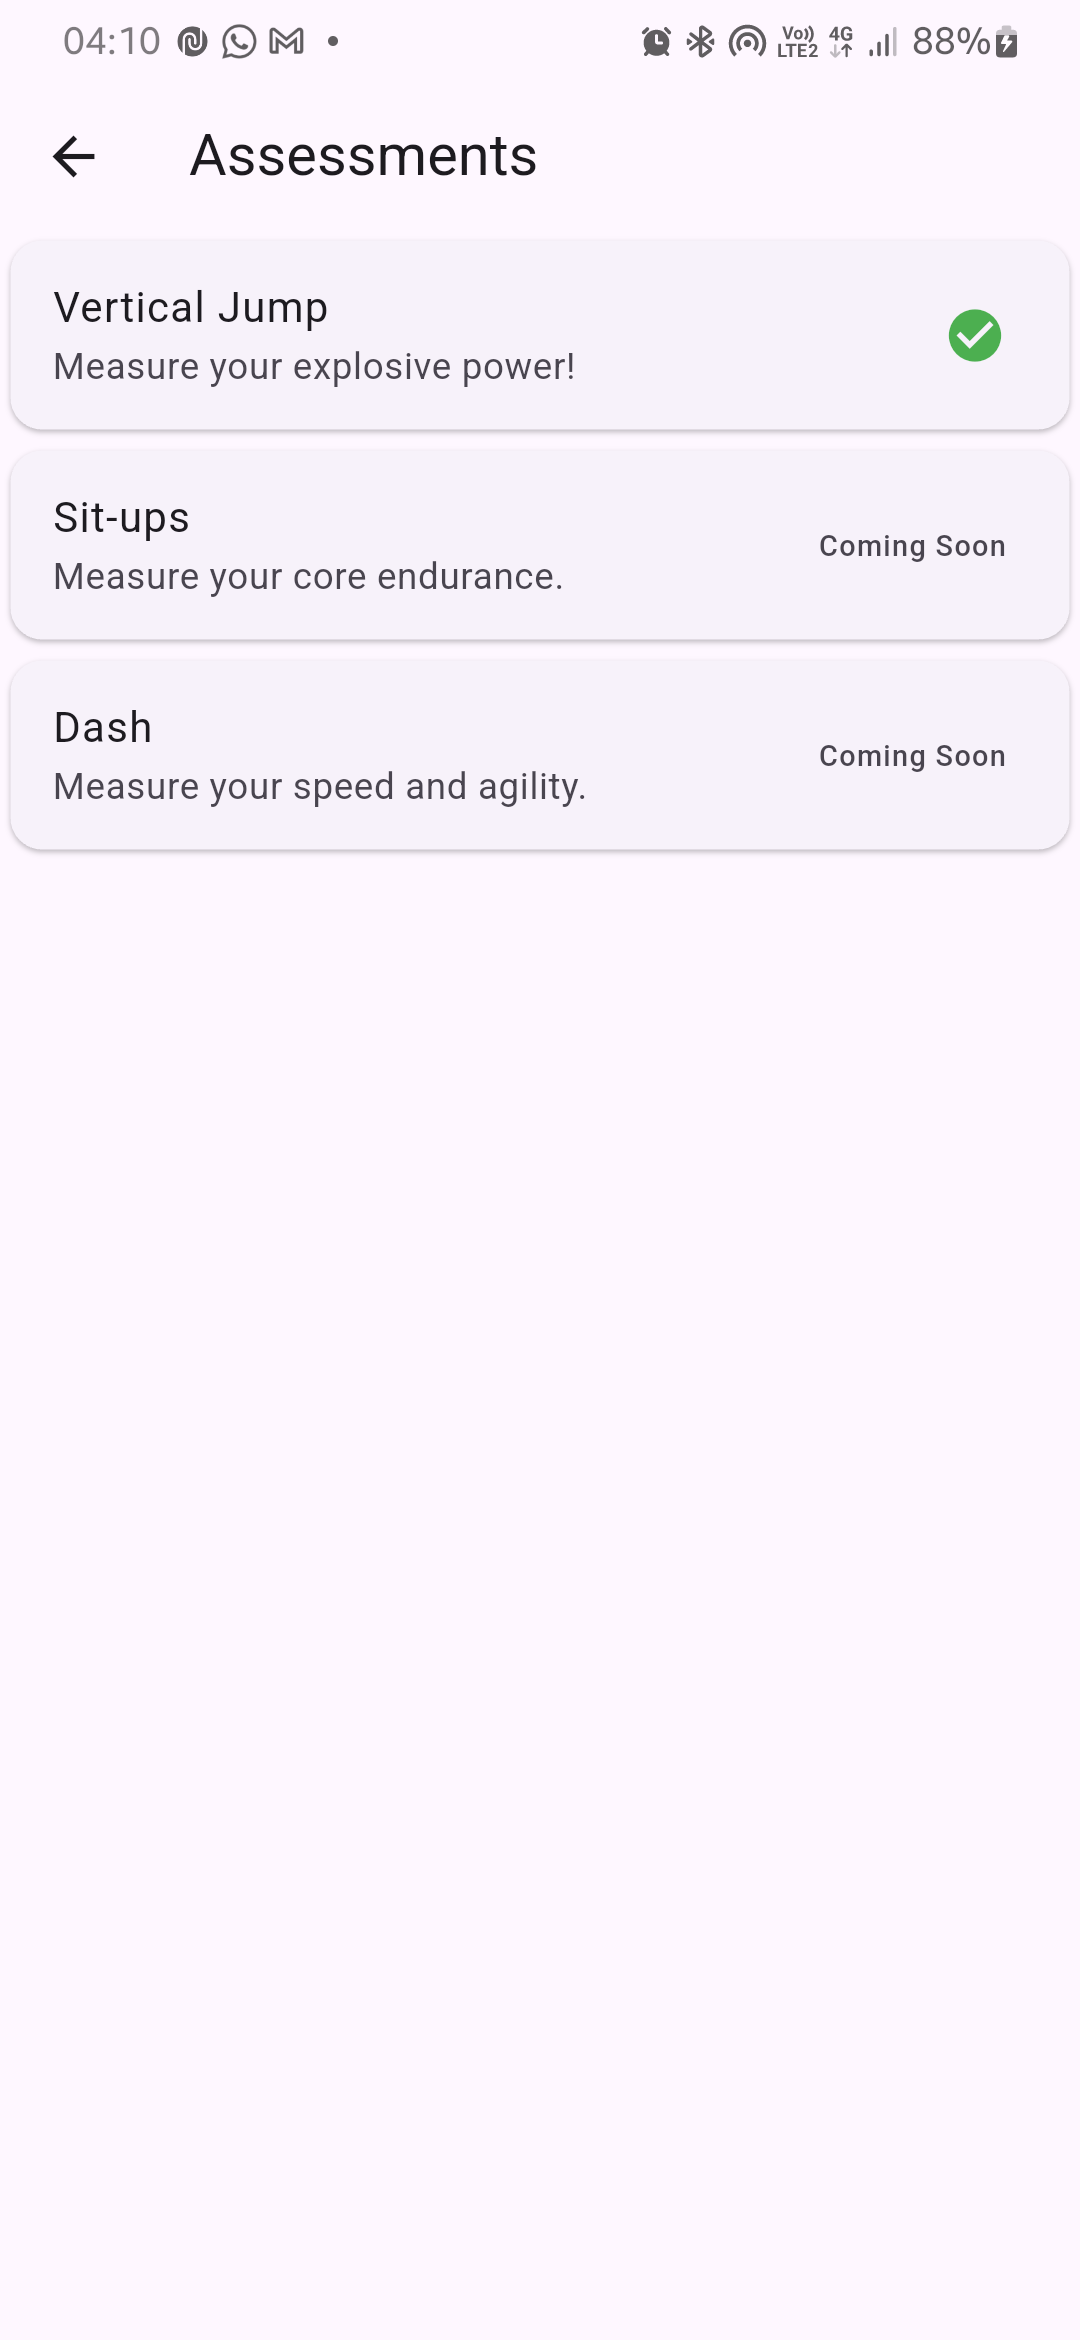 04:10 Vo)) LTE2 4G 88%
Assessments
Vertical Jump
Measure your explosive power!
Sit-ups
Measure your core endurance.
Coming Soon
Dash
Measure your speed and agility.
Coming Soon